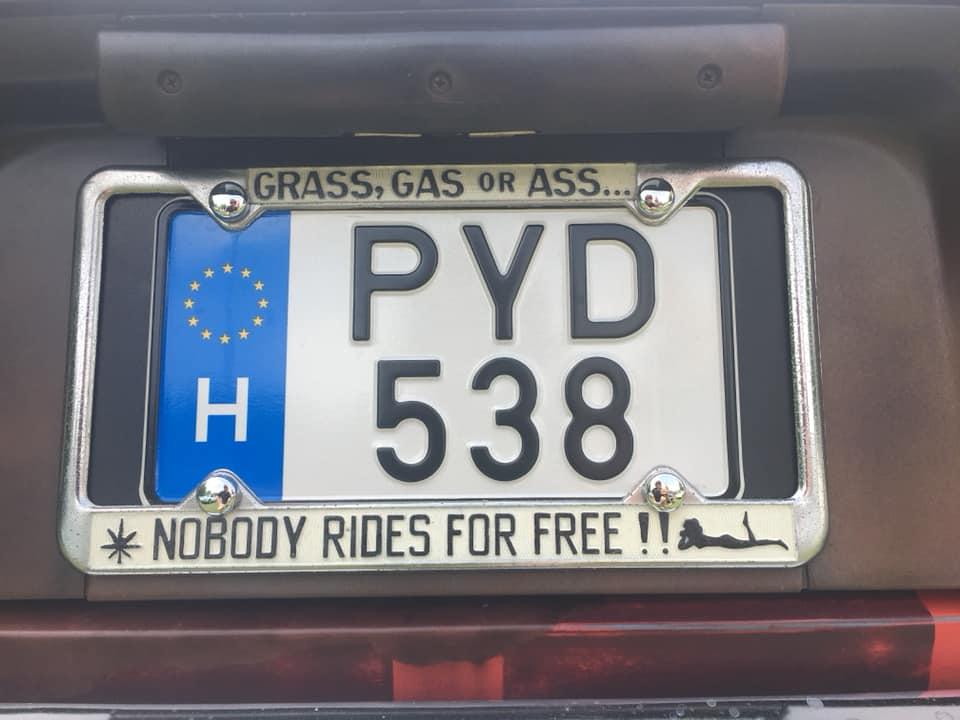 GRASS, GAS OR ASS...
H
PYD
538
NOBODY RIDES FOR FREE !!